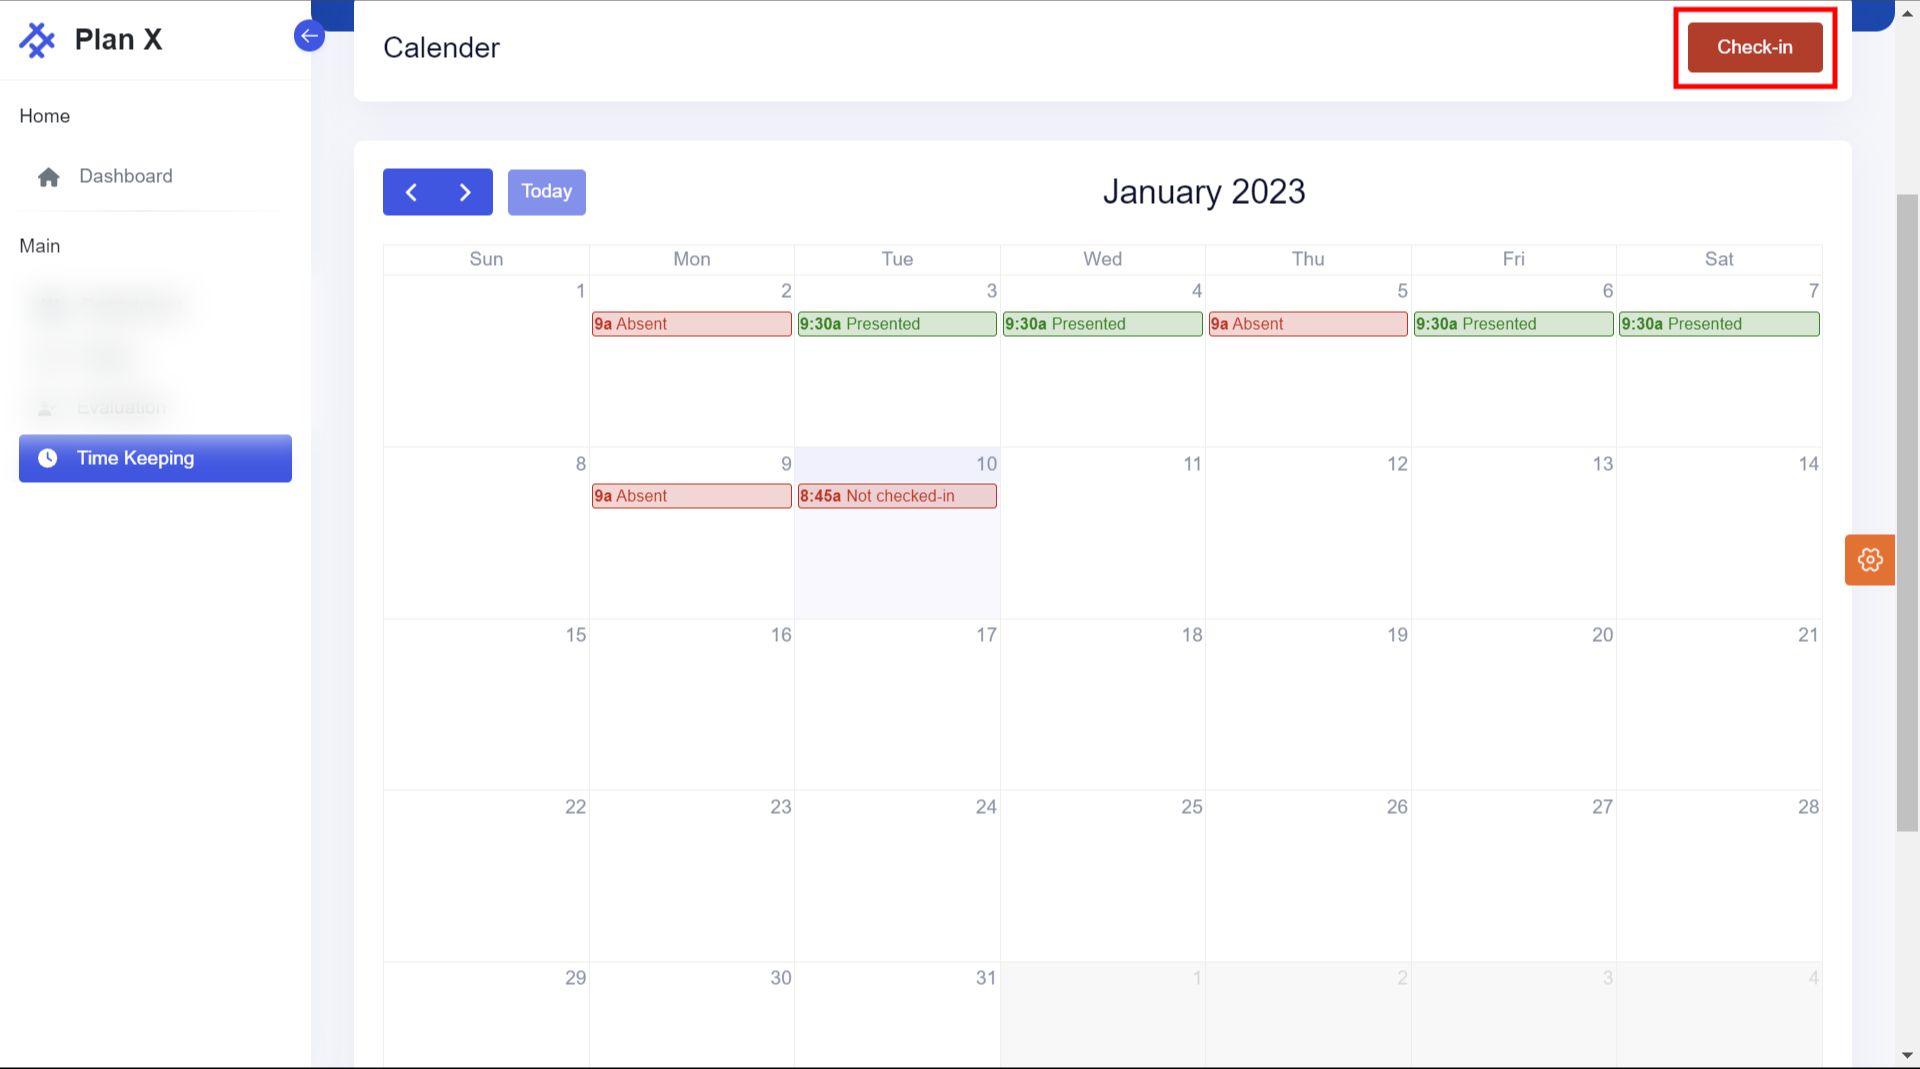 Plan X
Calender
Check-in
Home
Dashboard
Main
Evaluation
Time Keeping
Today
January 2023
Sun Mon Tue Wed Thu Fri Sat
1 2 3 4 5 6 7
9a Absent 9:30a Presented 9:30a Presented 9a Absent 9:30a Presented 9:30a Presented
8 9 10 11 12 13 14
9a Absent 8:45a Not checked-in
15 16 17 18 19 20 21
22 23 24 25 26 27 28
29 30 31 1 2 3 4